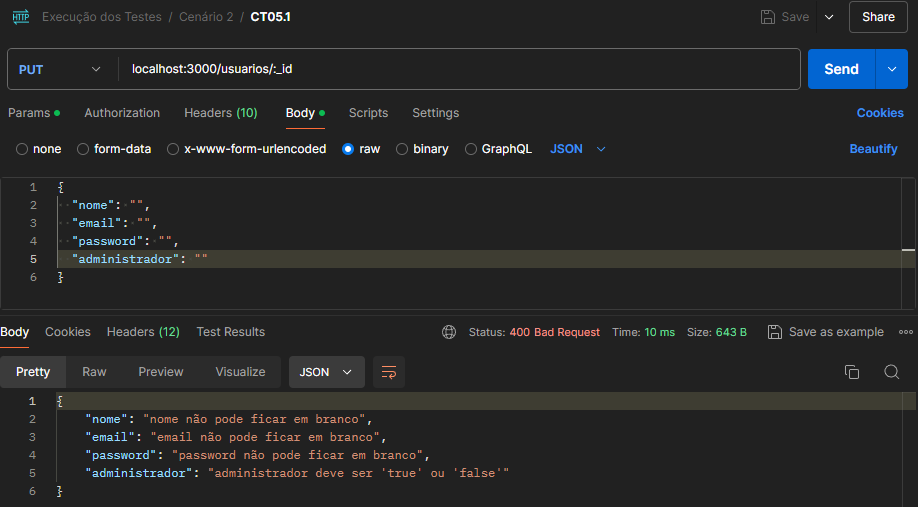 HTTP Execução dos Testes / Cenário 2 / CT05.1 Save Share
PUT localhost:3000/usuarios/:_id Send
Params Authorization Headers (10) Body Scripts Settings Cookies
none form-data x-www-form-urlencoded raw binary GraphQL JSON Beautify
1 {
2 "nome": "",
3 "email": "",
4 "password": "",
5 "administrador": ""
6 }
Body Cookies Headers (12) Test Results Status: 400 Bad Request Time: 10 ms Size: 643 B Save as example
Pretty Raw Preview Visualize JSON
1 {
2 "nome": "nome não pode ficar em branco",
3 "email": "email não pode ficar em branco",
4 "password": "password não pode ficar em branco",
5 "administrador": "administrador deve ser 'true' ou 'false'"
6 }